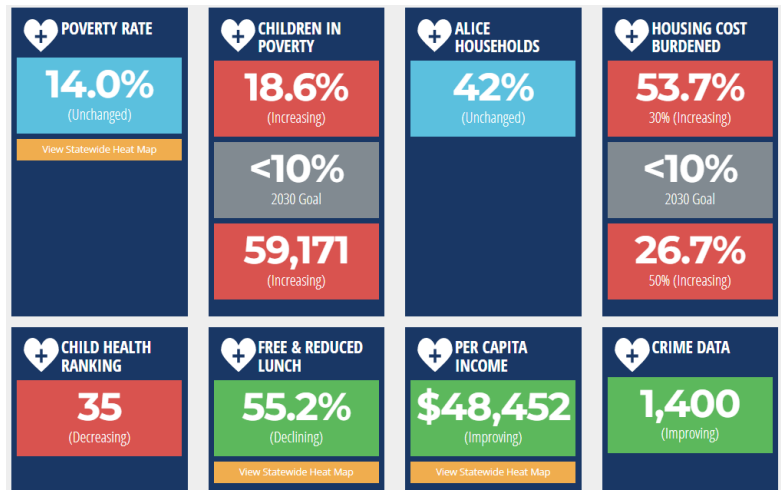 POVERTY RATE
14.0%
(Unchanged)
View Statewide Heat Map
CHILDREN IN
POVERTY
18.6%
(Increasing)
<10%
2030 Goal
59,171
(Increasing)
ALICE
HOUSEHOLDS
42%
(Unchanged)
HOUSING COST
BURDENED
53.7%
30% (Increasing)
<10%
2030 Goal
26.7%
50% (Increasing)
CHILD HEALTH
RANKING
35
(Decreasing)
FREE & REDUCED
LUNCH
55.2%
(Declining)
View Statewide Heat Map
PER CAPITA
INCOME
$48,452
(Improving)
View Statewide Heat Map
CRIME DATA
1,400
(Improving)